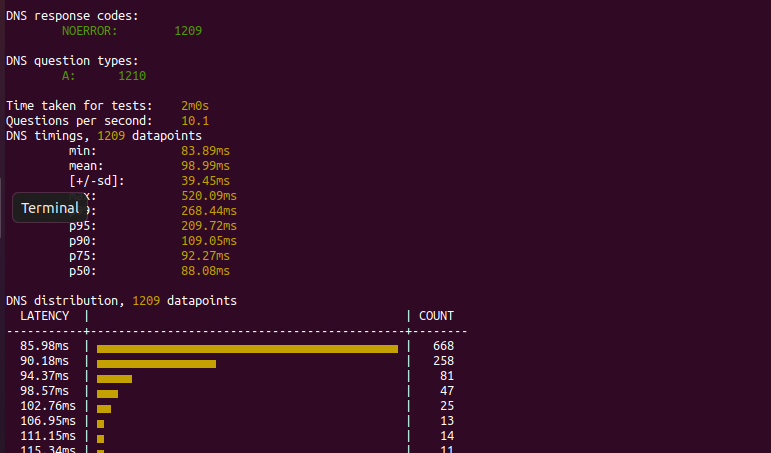 DNS response codes:
NOERROR: 1209
DNS question types:
A: 1210
Time taken for tests: 2m0s
Questions per second: 10.1
DNS timings, 1209 datapoints
min: 83.89ms
mean: 98.99ms
[+/-sd]: 39.45ms
520.09ms
Terminal
268.44ms
p95: 209.72ms
p90: 109.05ms
p75: 92.27ms
p50: 88.08ms
DNS distribution, 1209 datapoints
LATENCY | | COUNT
-----------+---------------------------------------------+--------
85.98ms | | 668
90.18ms | | 258
94.37ms | | 81
98.57ms | | 47
102.76ms | | 25
106.95ms | | 13
111.15ms | | 14
115.34ms | | 11